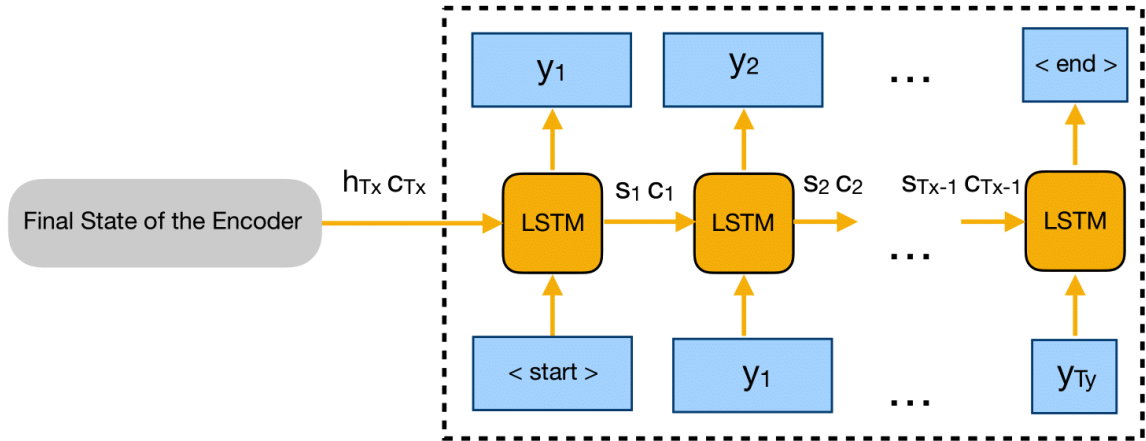 y1 y2 ... < end >
hTx cTx s1 c1 s2 c2 sTx-1 cTx-1
Final State of the Encoder LSTM LSTM ... LSTM
< start > y1 ... yTy